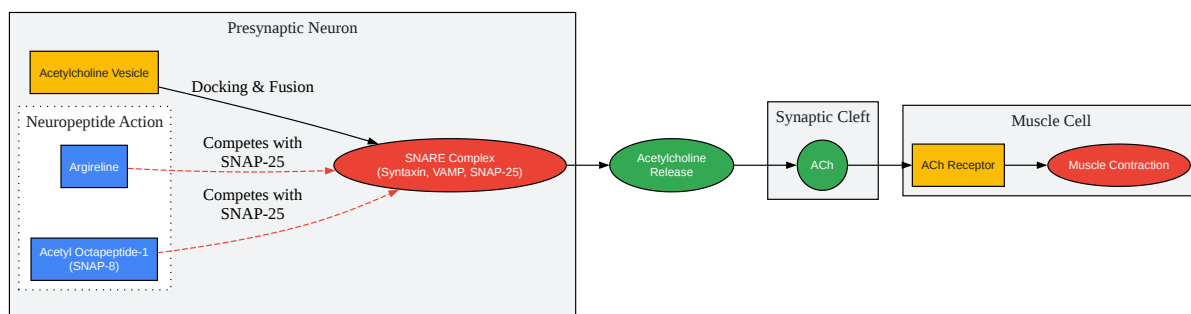 Presynaptic Neuron
Acetylcholine Vesicle
Docking & Fusion
Neuropeptide Action
Argireline
Competes with
SNAP-25
SNARE Complex
(Syntaxin, VAMP, SNAP-25)
Competes with
SNAP-25
Acetyl Octapeptide-1
(SNAP-8)
Acetylcholine
Release
Synaptic Cleft
ACh
Muscle Cell
ACh Receptor
Muscle Contraction